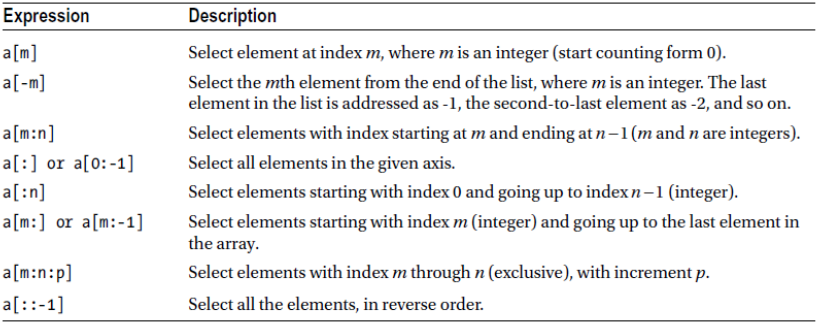 Expression Description
a[m] Select element at index m, where m is an integer (start counting form 0).
a[-m] Select the mth element from the end of the list, where m is an integer. The last
element in the list is addressed as -1, the second-to-last element as -2, and so on.
a[m:n] Select elements with index starting at m and ending at n−1 (m and n are integers).
a[:] or a[0:-1] Select all elements in the given axis.
a[:n] Select elements starting with index 0 and going up to index n−1 (integer).
a[m:] or a[m:-1] Select elements starting with index m (integer) and going up to the last element in
the array.
a[m:n:p] Select elements with index m through n (exclusive), with increment p.
a[::-1] Select all the elements, in reverse order.